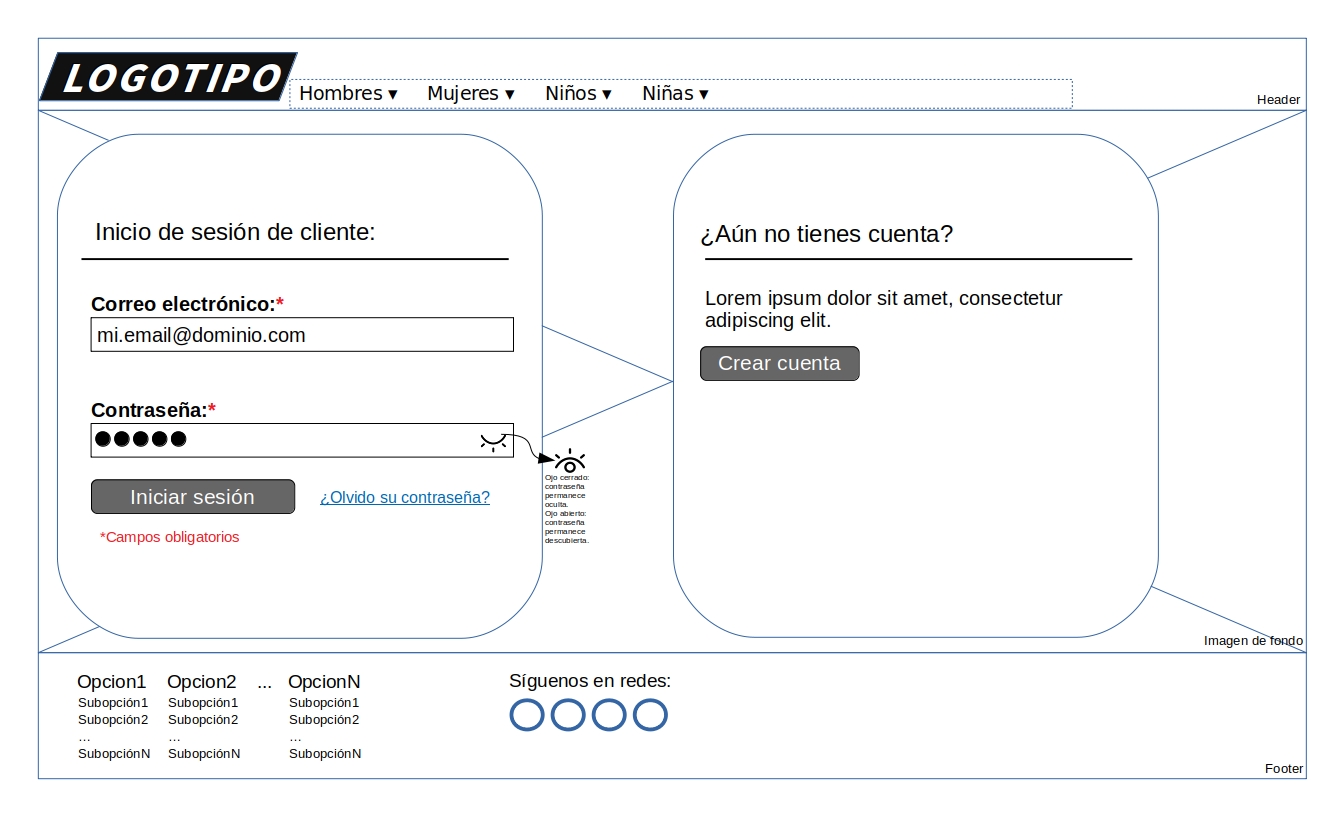 LOGOTIPO
Hombres ▾ Mujeres ▾ Niños ▾ Niñas ▾
Header
Inicio de sesión de cliente:
Correo electrónico:*
mi.email@dominio.com
Contraseña:*
●●●●●
Iniciar sesión
¿Olvido su contraseña?
*Campos obligatorios
Ojo cerrado:
contraseña
permanece
oculta.
Ojo abierto:
contraseña
permanece
descubierta.
¿Aún no tienes cuenta?
Lorem ipsum dolor sit amet, consectetur
adipiscing elit.
Crear cuenta
Imagen de fondo
Opcion1 Opcion2 ... OpcionN
Subopción1 Subopción1 Subopción1
Subopción2 Subopción2 Subopción2
... ... ...
SubopciónN SubopciónN SubopciónN
Síguenos en redes:
Footer